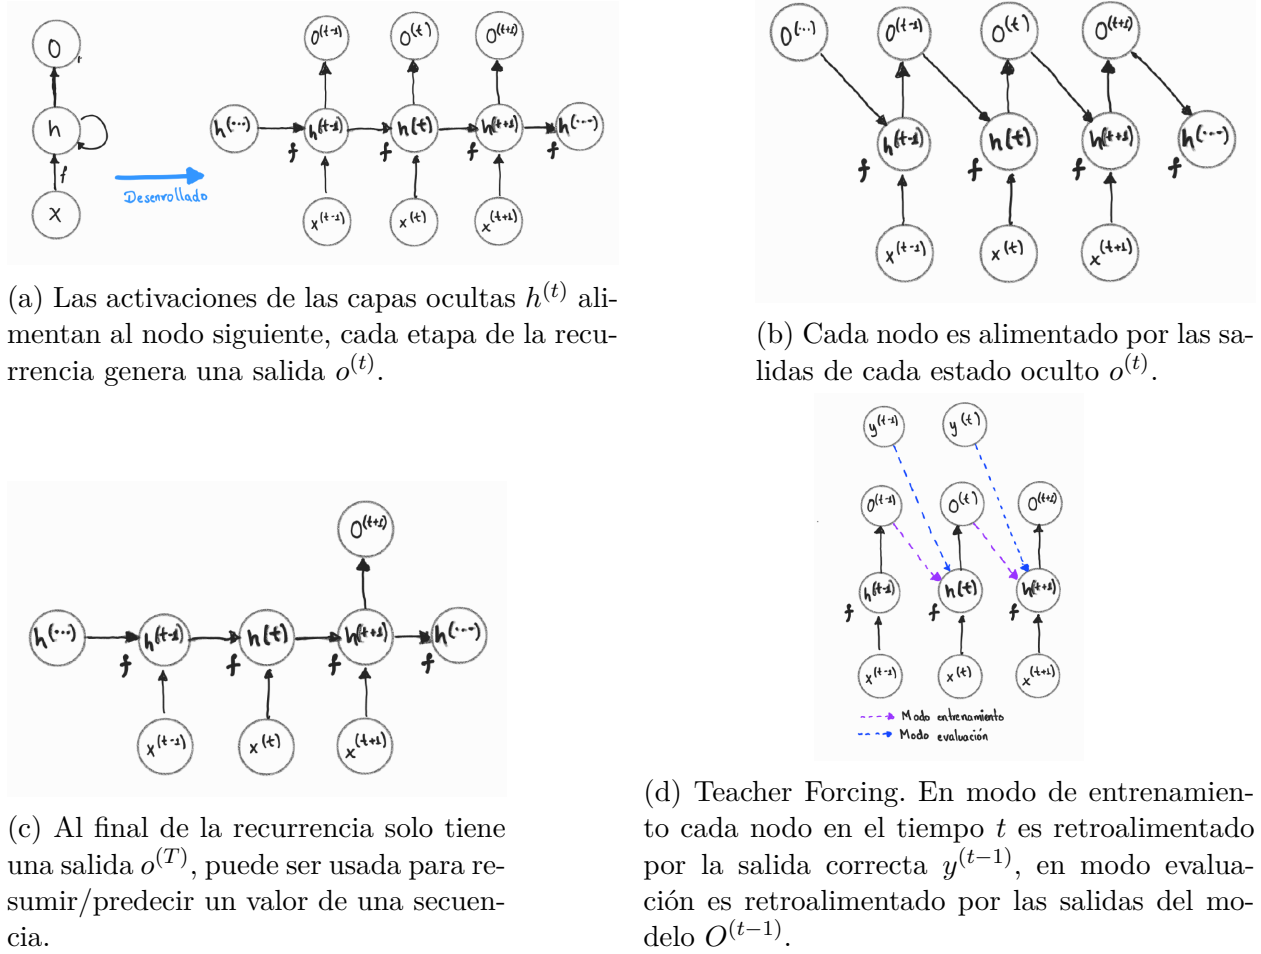 O
h
f
x
Desenrollado
o^(t-1) o^(t) o^(t+1)
h^(...) h^(t-1) h^(t) h^(t+1) h^(...)
f f f f
x^(t-1) x^(t) x^(t+1)
(a) Las activaciones de las capas ocultas h^(t) ali-
mentan al nodo siguiente, cada etapa de la recu-
rrencia genera una salida o^(t).
O^(...) O^(t-1) O^(t) O^(t+1)
h^(t-1) h^(t) h^(t+1) h^(...)
f f f f
x^(t-1) x^(t) x^(t+1)
(b) Cada nodo es alimentado por las sa-
lidas de cada estado oculto o^(t).
O^(t+1)
h^(...) h^(t-1) h^(t) h^(t+1) h^(...)
f f f f
x^(t-1) x^(t) x^(t+1)
(c) Al final de la recurrencia solo tiene
una salida o^(T), puede ser usada para re-
sumir/predecir un valor de una secuen-
cia.
y^(t-1) y^(t)
O^(t-1) O^(t) O^(t+1)
h^(t-1) h^(t) h^(t+1)
f f f
x^(t-1) x^(t) x^(t+1)
Modo entrenamiento
Modo evaluación
(d) Teacher Forcing. En modo de entrenamien-
to cada nodo en el tiempo t es retroalimentado
por la salida correcta y^(t−1), en modo evalua-
ción es retroalimentado por las salidas del mo-
delo O^(t−1).